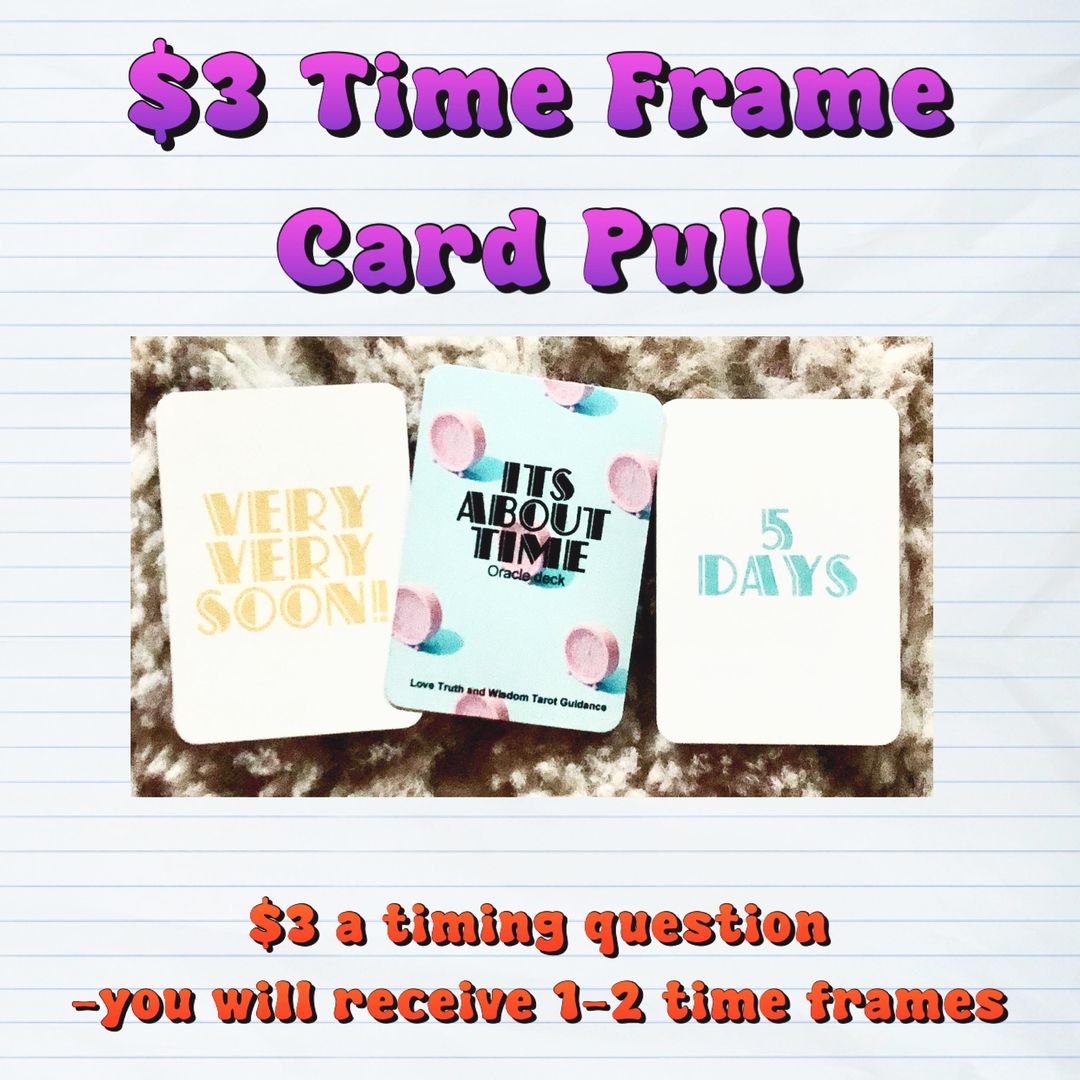 $3 Time Frame
Card Pull
VERY
VERY
SOON!
ITS
ABOUT
TIME
Oracle deck
Love Truth and Wisdom Tarot Guidance
5
DAYS
$3 a timing question
-you will receive 1-2 time frames